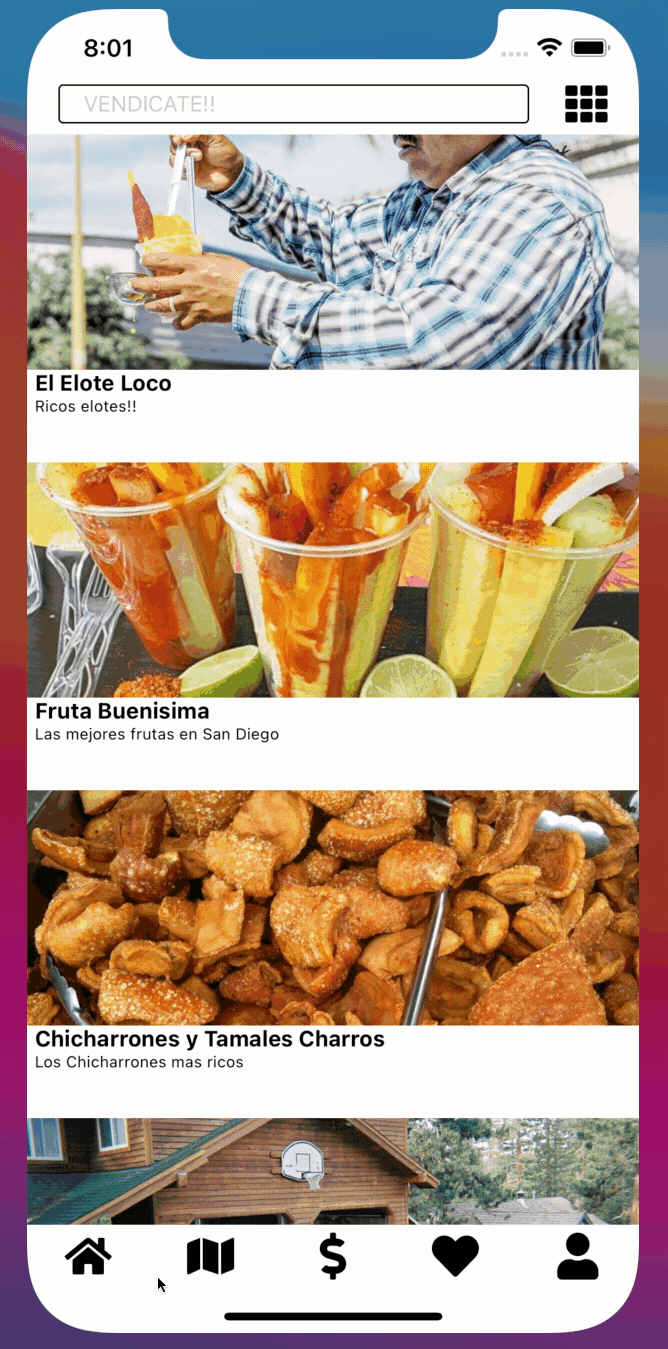 8:01
VENDICATE!!
El Elote Loco
Ricos elotes!!
Fruta Buenisima
Las mejores frutas en San Diego
Chicharrones y Tamales Charros
Los Chicharrones mas ricos
$